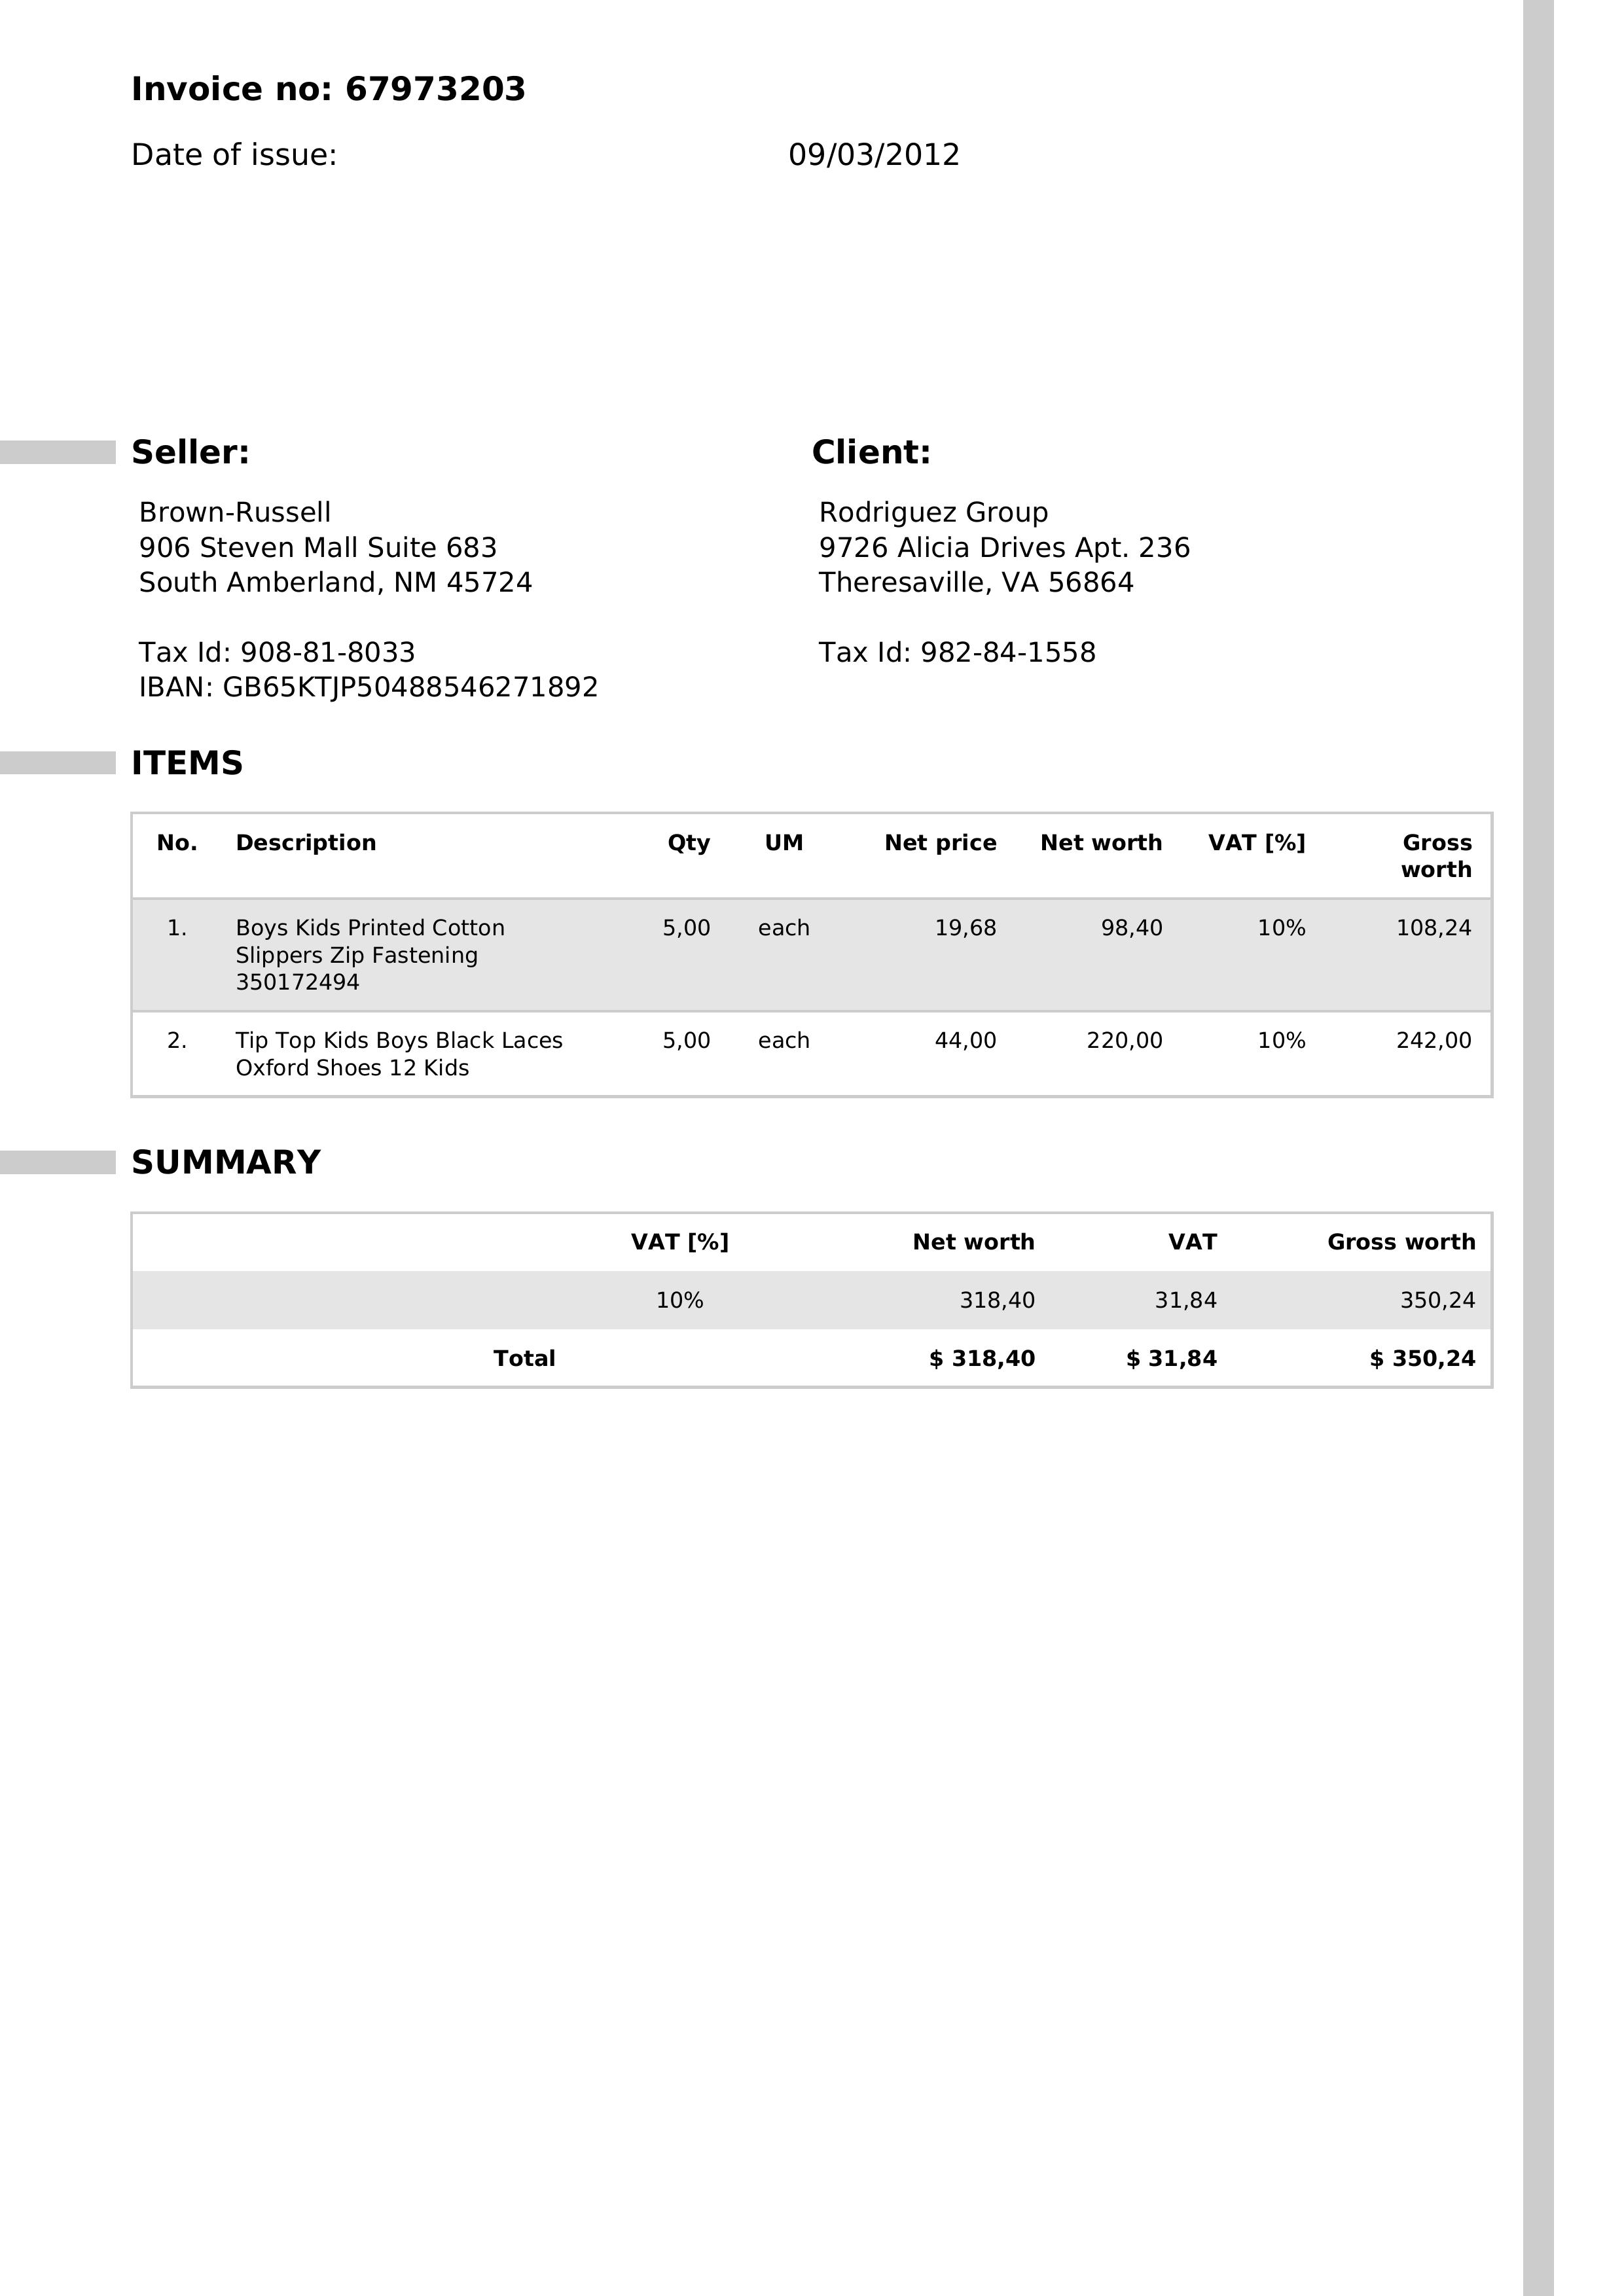 Invoice no: 67973203
Date of issue: 09/03/2012
Seller:
Brown-Russell
906 Steven Mall Suite 683
South Amberland, NM 45724
Tax Id: 908-81-8033
IBAN: GB65KTJP50488546271892
Client:
Rodriguez Group
9726 Alicia Drives Apt. 236
Theresaville, VA 56864
Tax Id: 982-84-1558
ITEMS
No. Description Qty UM Net price Net worth VAT [%] Gross
worth
1. Boys Kids Printed Cotton 5,00 each 19,68 98,40 10% 108,24
Slippers Zip Fastening
350172494
2. Tip Top Kids Boys Black Laces 5,00 each 44,00 220,00 10% 242,00
Oxford Shoes 12 Kids
SUMMARY
VAT [%] Net worth VAT Gross worth
10% 318,40 31,84 350,24
Total $ 318,40 $ 31,84 $ 350,24